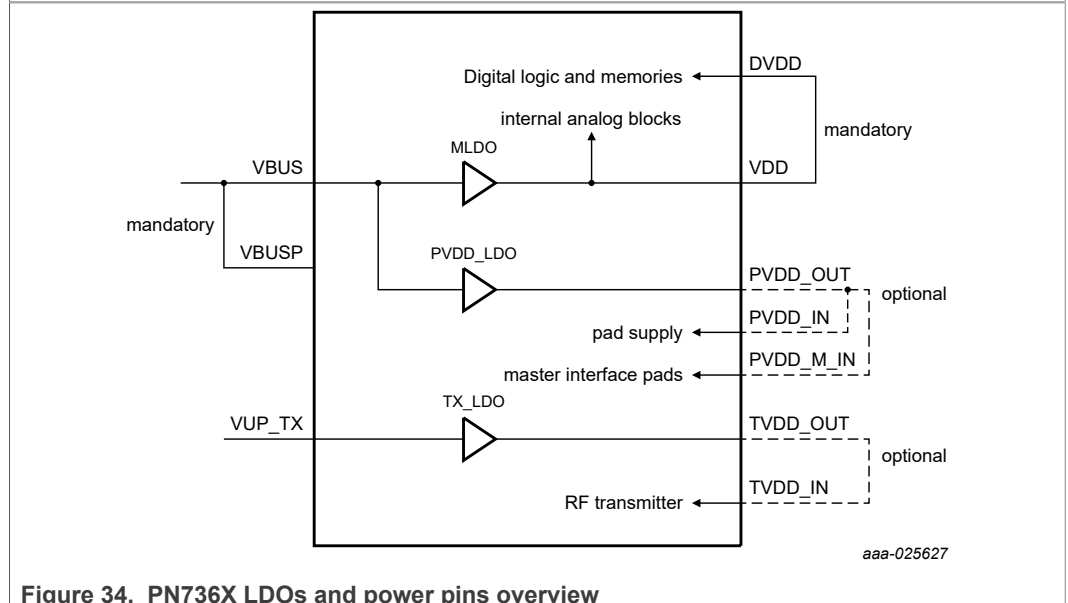 DVDD
Digital logic and memories
internal analog blocks
mandatory
MLDO
VBUS
VDD
mandatory
VBUSP
PVDD_LDO
PVDD_OUT
optional
PVDD_IN
pad supply
PVDD_M_IN
master interface pads
TX_LDO
VUP_TX
TVDD_OUT
optional
TVDD_IN
RF transmitter
aaa-025627
Figure 34. PN736X LDOs and power pins overview